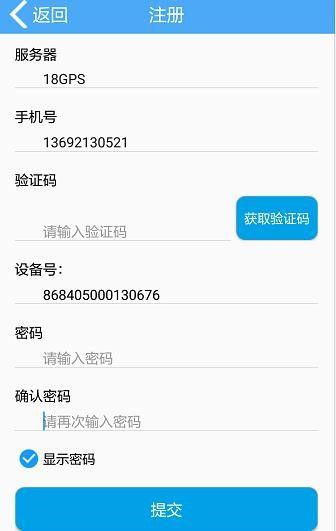 返回 注册
服务器
18GPS
手机号
13692130521
验证码
请输入验证码 获取验证码
设备号：
868405000130676
密码
请输入密码
确认密码
请再次输入密码
显示密码
提交